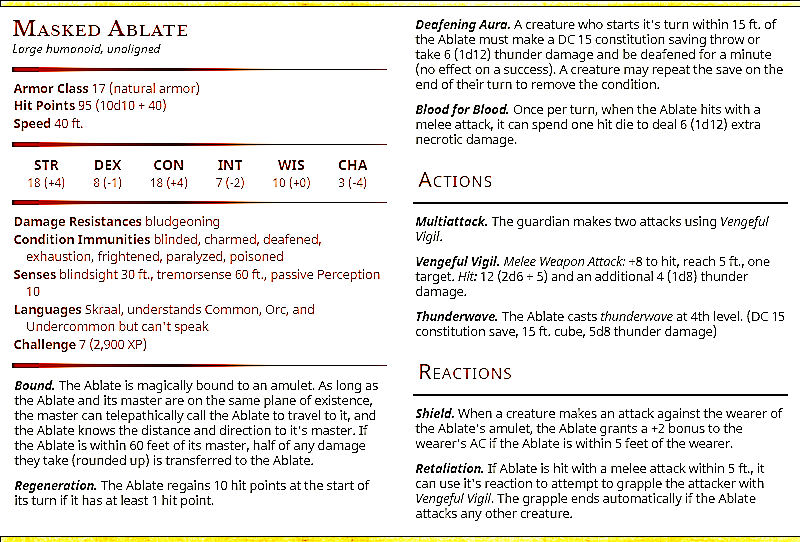 MASKED ABLATE
Large humanoid, unaligned
Armor Class 17 (natural armor)
Hit Points 95 (10d10 + 40)
Speed 40 ft.
STR DEX CON INT WIS CHA
18 (+4) 8 (-1) 18 (+4) 7 (-2) 10 (+0) 3 (-4)
Damage Resistances bludgeoning
Condition Immunities blinded, charmed, deafened,
exhaustion, frightened, paralyzed, poisoned
Senses blindsight 30 ft., tremorsense 60 ft., passive Perception
10
Languages Skraal, understands Common, Orc, and
Undercommon but can't speak
Challenge 7 (2,900 XP)
Bound. The Ablate is magically bound to an amulet. As long as
the Ablate and its master are on the same plane of existence,
the master can telepathically call the Ablate to travel to it, and
the Ablate knows the distance and direction to it's master. If
the Ablate is within 60 feet of its master, half of any damage
they take (rounded up) is transferred to the Ablate.
Regeneration. The Ablate regains 10 hit points at the start of
its turn if it has at least 1 hit point.
Deafening Aura. A creature who starts it's turn within 15 ft. of
the Ablate must make a DC 15 constitution saving throw or
take 6 (1d12) thunder damage and be deafened for a minute
(no effect on a success). A creature may repeat the save on the
end of their turn to remove the condition.
Blood for Blood. Once per turn, when the Ablate hits with a
melee attack, it can spend one hit die to deal 6 (1d12) extra
necrotic damage.
ACTIONS
Multiattack. The guardian makes two attacks using Vengeful
Vigil.
Vengeful Vigil. Melee Weapon Attack: +8 to hit, reach 5 ft., one
target. Hit: 12 (2d6 + 5) and an additional 4 (1d8) thunder
damage.
Thunderwave. The Ablate casts thunderwave at 4th level. (DC 15
constitution save, 15 ft. cube, 5d8 thunder damage)
REACTIONS
Shield. When a creature makes an attack against the wearer of
the Ablate's amulet, the Ablate grants a +2 bonus to the
wearer's AC if the Ablate is within 5 feet of the wearer.
Retaliation. If Ablate is hit with a melee attack within 5 ft., it
can use it's reaction to attempt to grapple the attacker with
Vengeful Vigil. The grapple ends automatically if the Ablate
attacks any other creature.